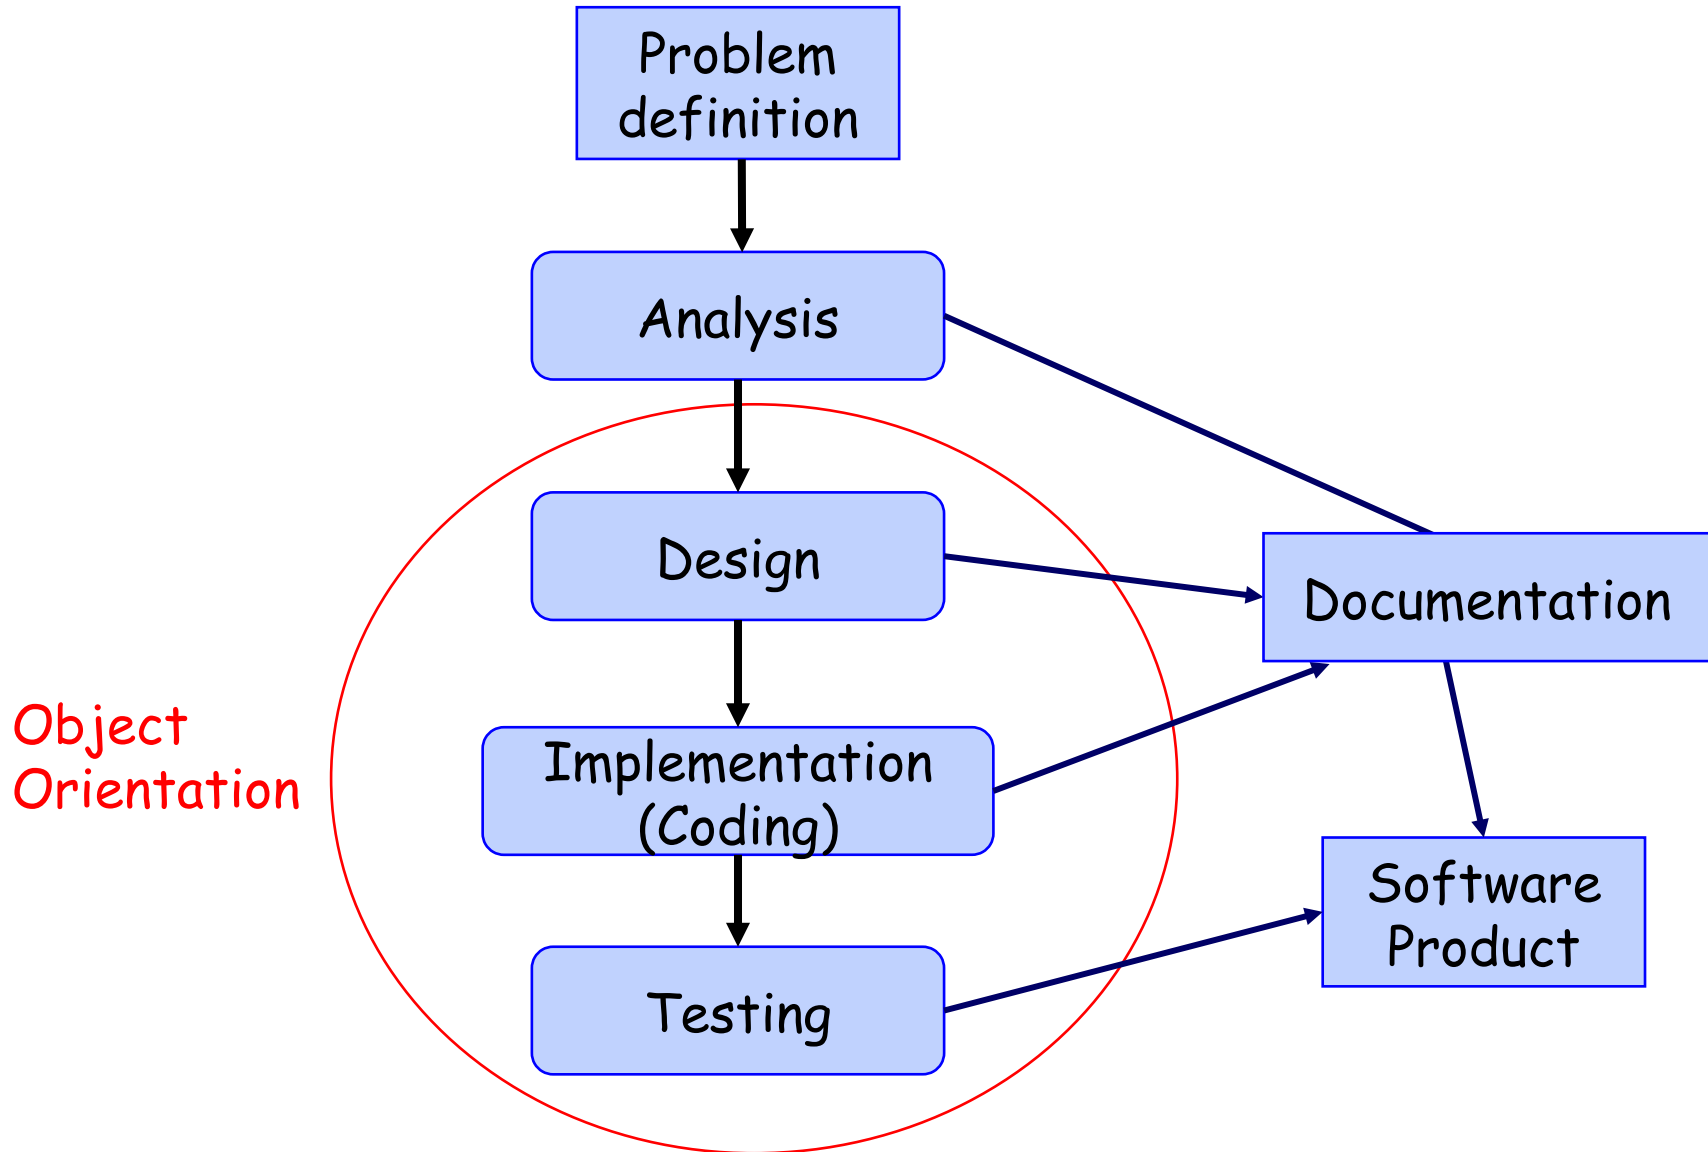 Problem
definition
Analysis
Design
Documentation
Object
Orientation
Implementation
(Coding)
Software
Product
Testing